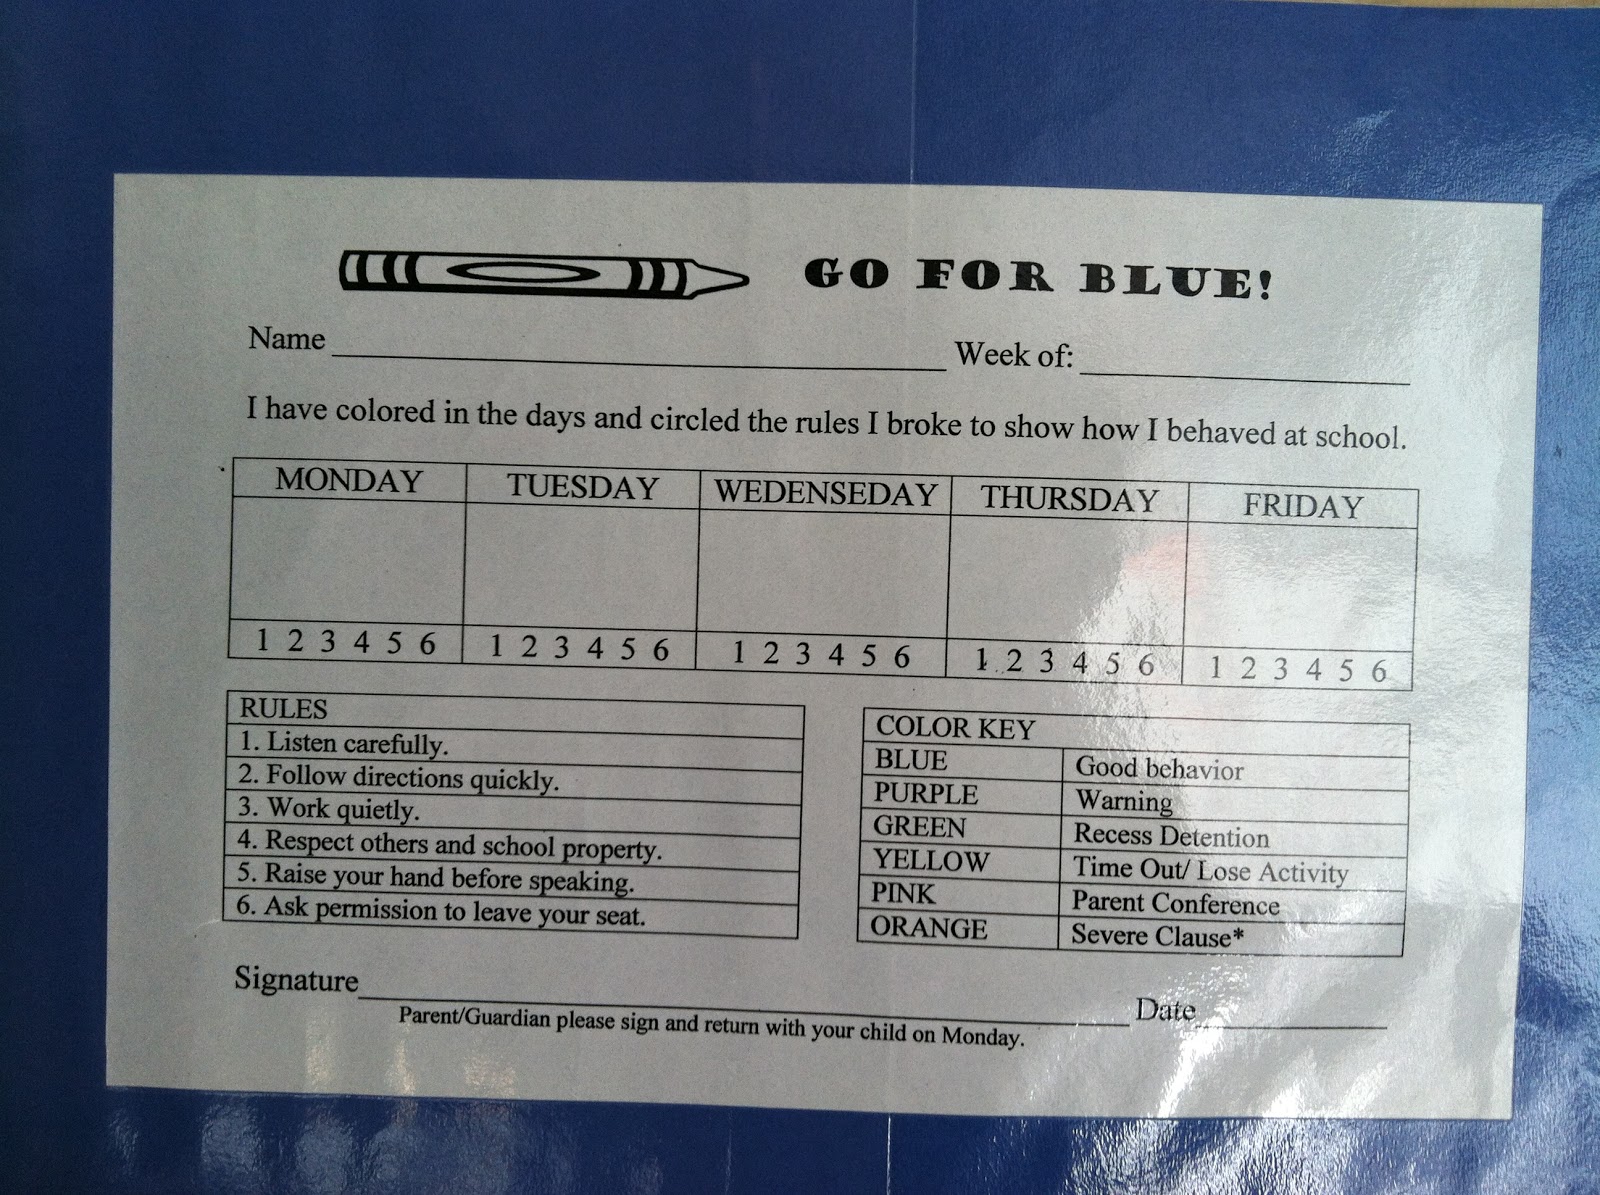 GO FOR BLUE!
Name Week of:
I have colored in the days and circled the rules I broke to show how I behaved at school.
MONDAY TUESDAY WEDENSEDAY THURSDAY FRIDAY
1 2 3 4 5 6 1 2 3 4 5 6 1 2 3 4 5 6 1 2 3 4 5 6 1 2 3 4 5 6
RULES
1. Listen carefully.
2. Follow directions quickly.
3. Work quietly.
4. Respect others and school property.
5. Raise your hand before speaking.
6. Ask permission to leave your seat.
COLOR KEY
BLUE Good behavior
PURPLE Warning
GREEN Recess Detention
YELLOW Time Out/ Lose Activity
PINK Parent Conference
ORANGE Severe Clause*
Signature Date
Parent/Guardian please sign and return with your child on Monday.